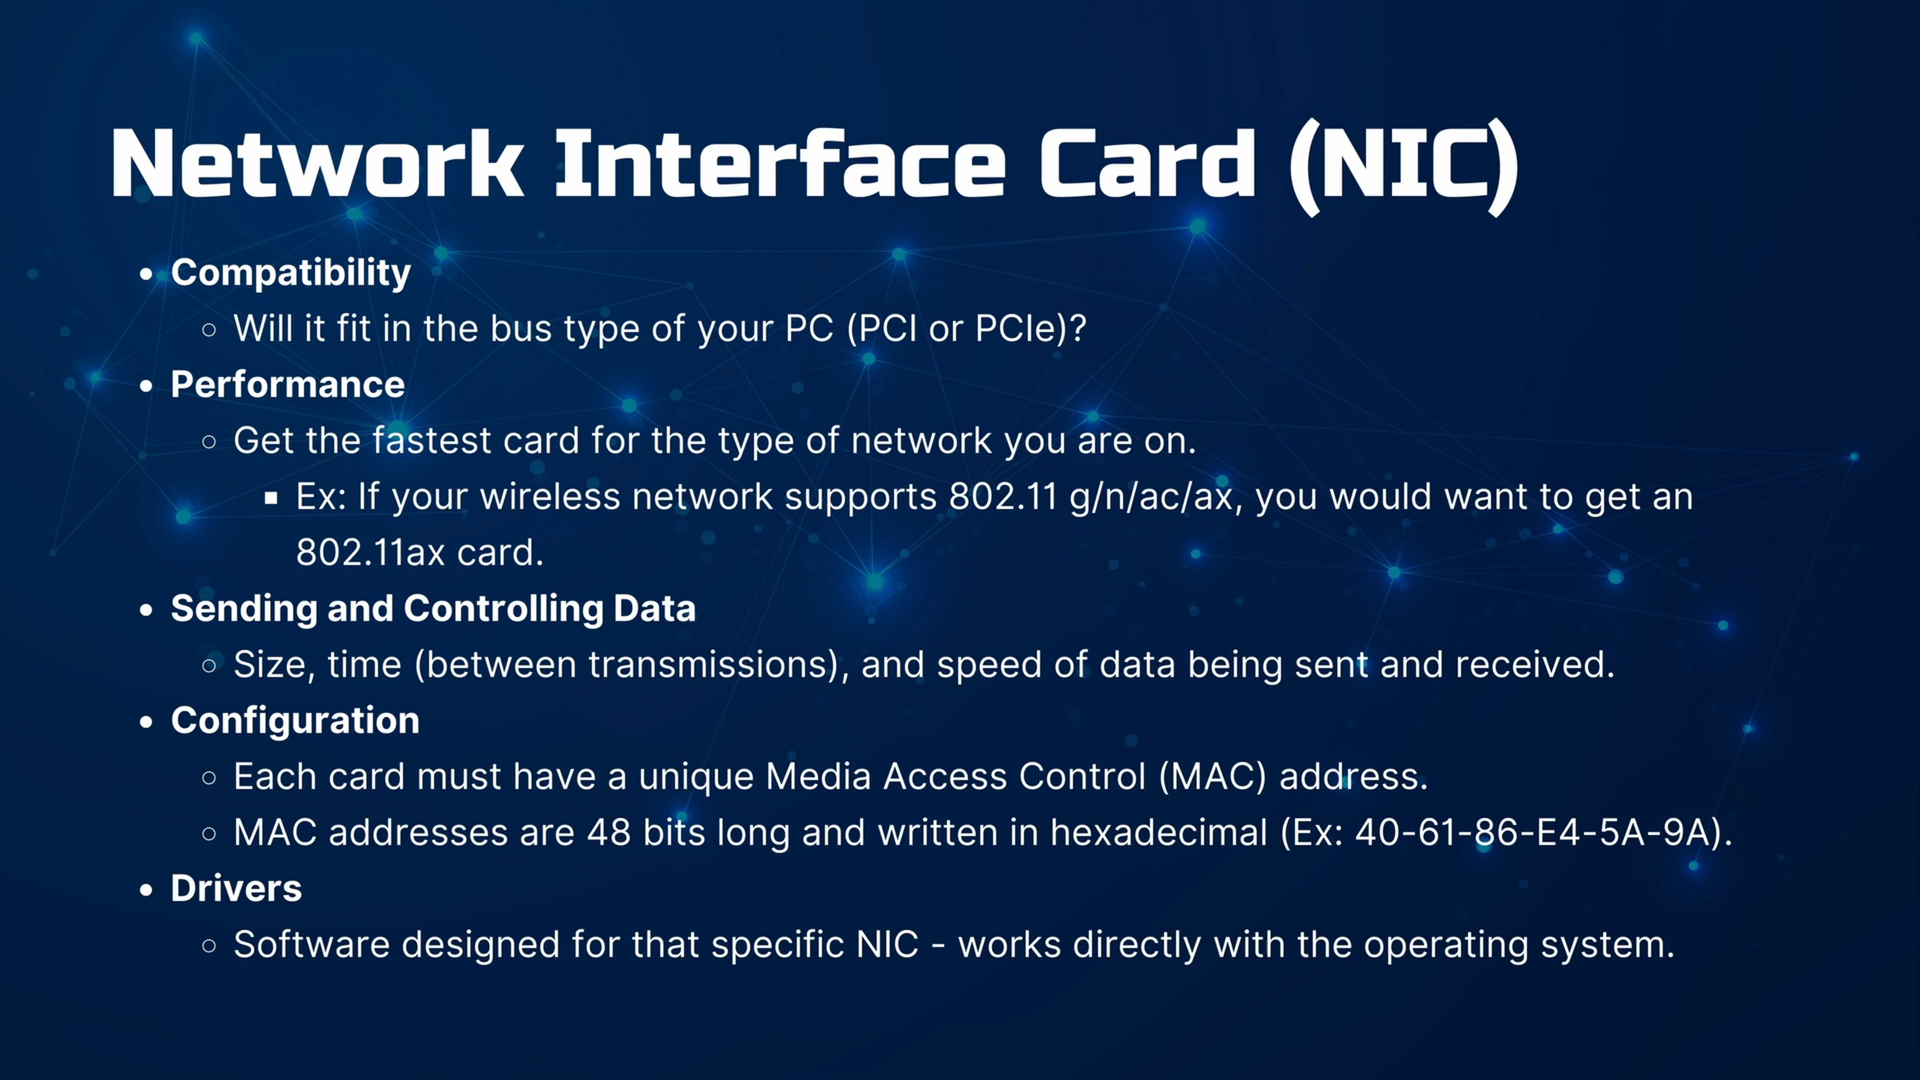 Network Interface Card (NIC)
• Compatibility
○ Will it fit in the bus type of your PC (PCI or PCIe)?
• Performance
○ Get the fastest card for the type of network you are on.
▪ Ex: If your wireless network supports 802.11 g/n/ac/ax, you would want to get an
802.11ax card.
• Sending and Controlling Data
○ Size, time (between transmissions), and speed of data being sent and received.
• Configuration
○ Each card must have a unique Media Access Control (MAC) address.
○ MAC addresses are 48 bits long and written in hexadecimal (Ex: 40-61-86-E4-5A-9A).
• Drivers
○ Software designed for that specific NIC - works directly with the operating system.